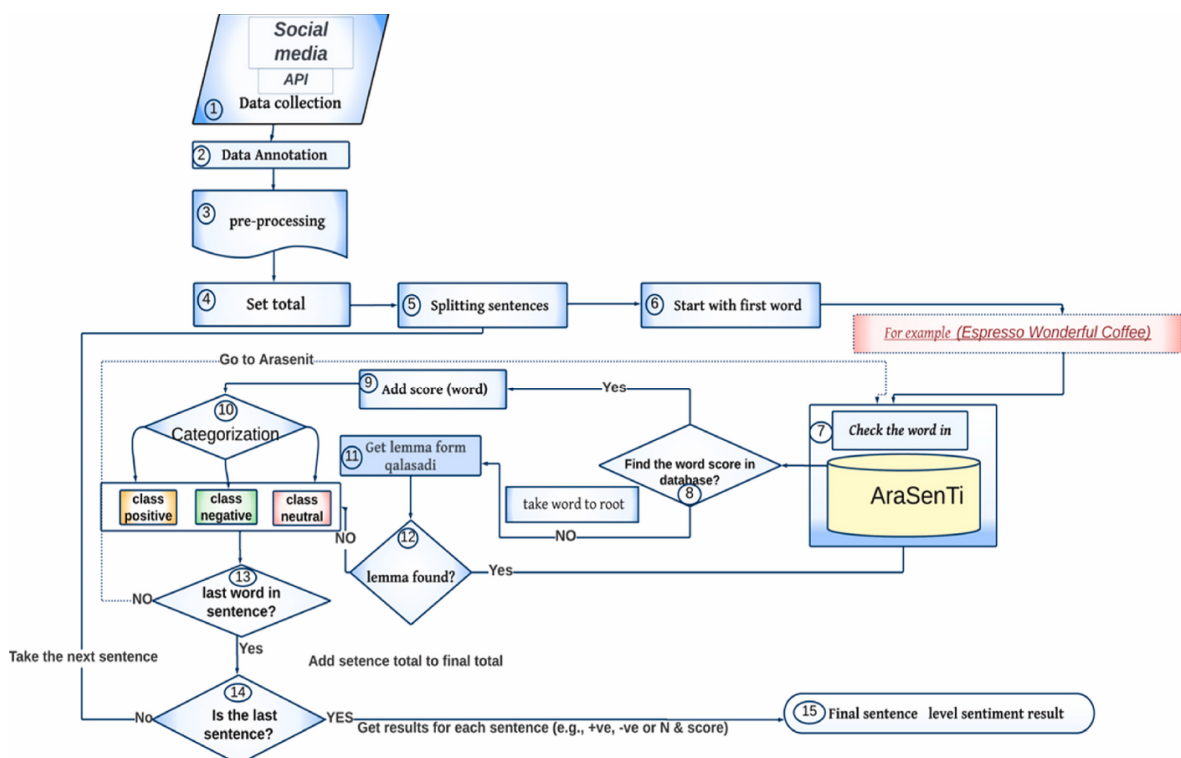 Social
media
API
1 Data collection
2 Data Annotation
3 pre-processing
4 Set total
5 Splitting sentences
6 Start with first word
For example (Espresso Wonderful Coffee)
Go to Arasenit
9 Add score (word)
Yes
7 Check the word in
AraSenTi
Find the word score in
database?
8
10
Categorization
11 Get lemma form
qalasadi
take word to root
NO
class
positive
class
negative
class
neutral
NO
12
lemma found?
Yes
13
last word in
sentence?
NO
Yes
Take the next sentence
Add setence total to final total
14
Is the last
sentence?
No
YES
Get results for each sentence (e.g., +ve, -ve or N & score)
15 Final sentence level sentiment result